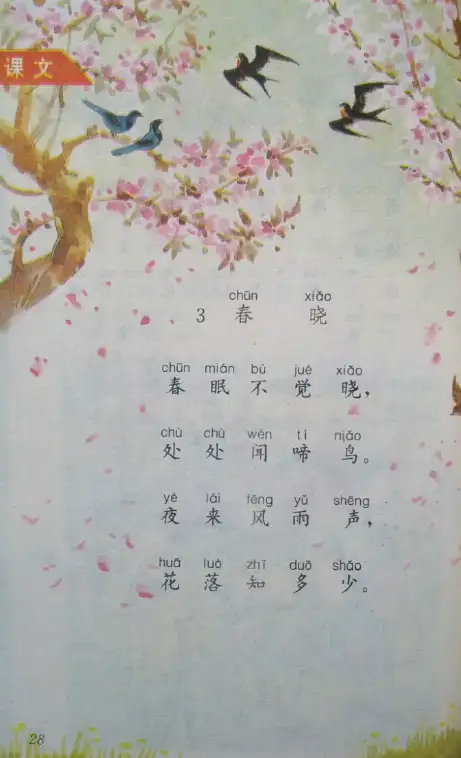 课文
chūn xiǎo
3 春 晓
chūn mián bù jué xiǎo
春 眠 不 觉 晓，
chù chù wén tí niǎo
处 处 闻 啼 鸟。
yè lái fēng yǔ shēng
夜 来 风 雨 声，
huā luò zhī duō shǎo
花 落 知 多 少。
28